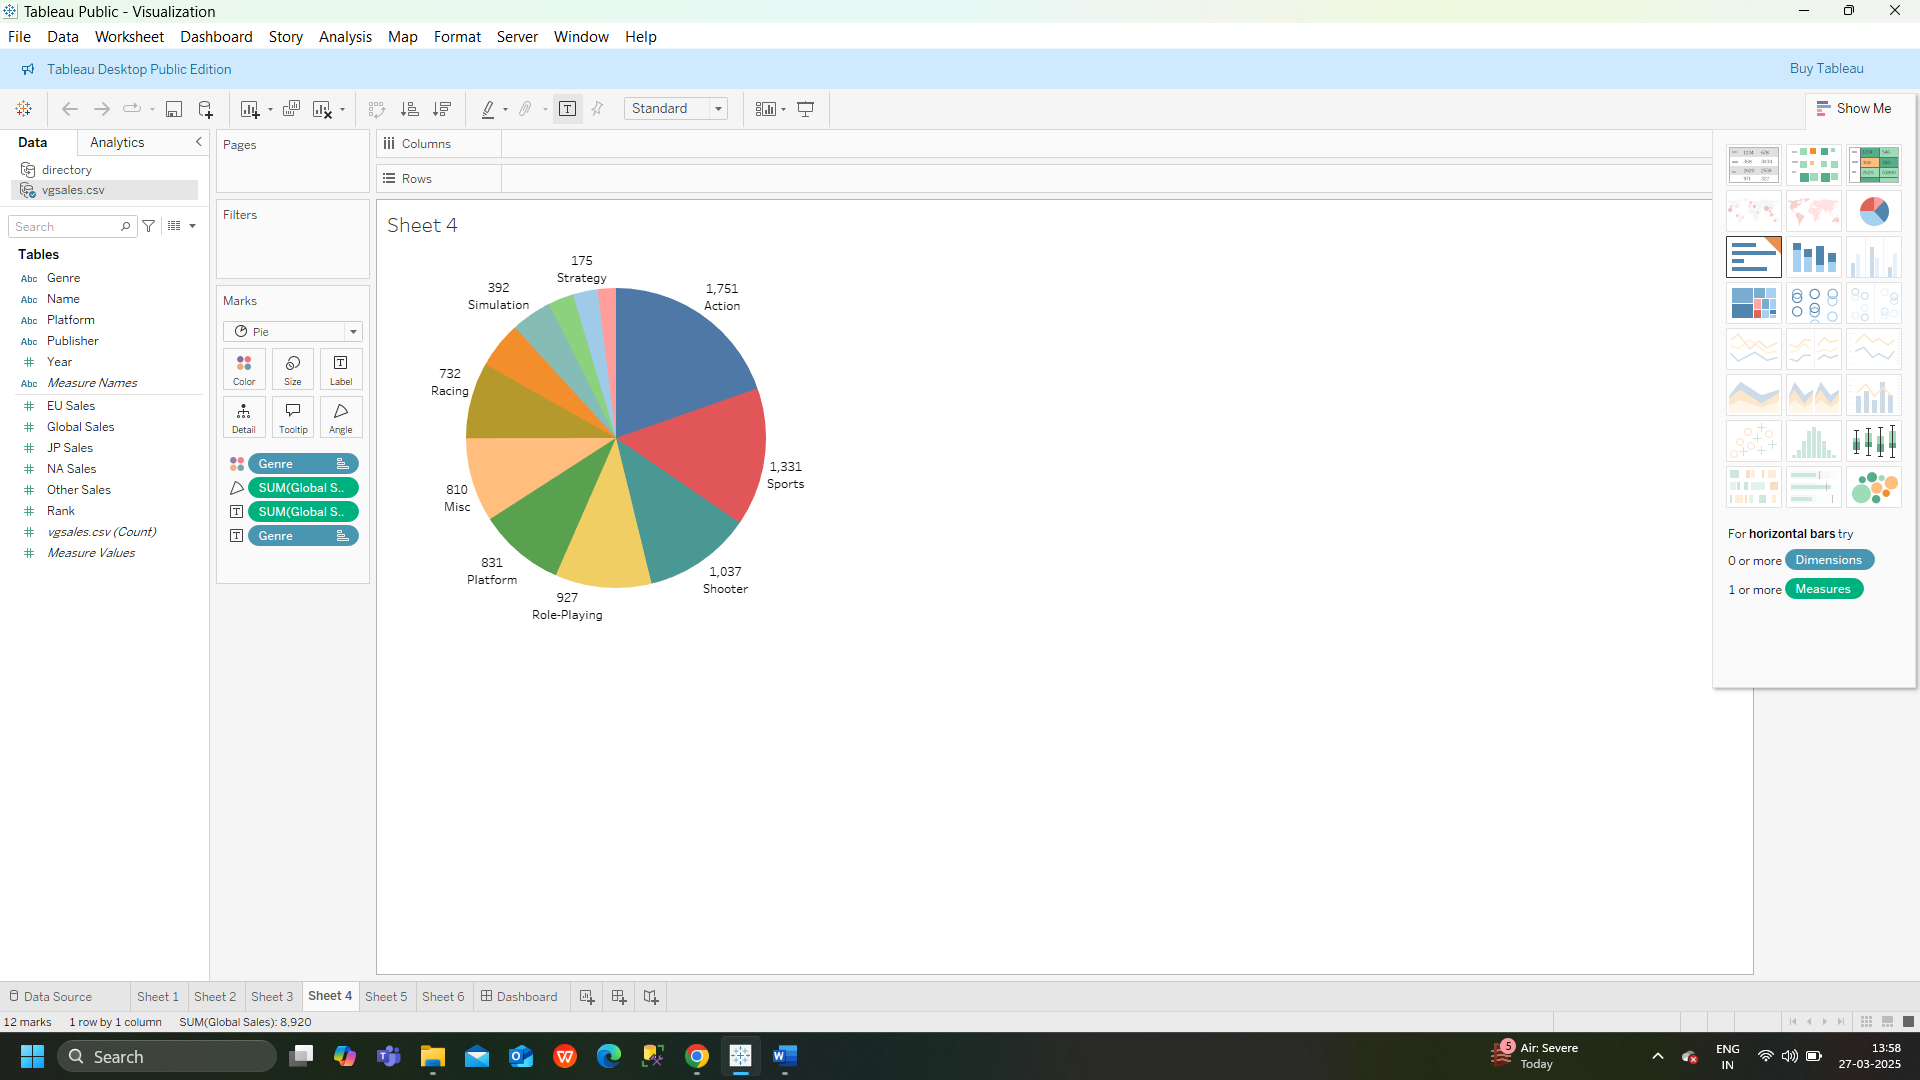 Tableau Public - Visualization
File Data Worksheet Dashboard Story Analysis Map Format Server Window Help
Tableau Desktop Public Edition
Buy Tableau
Standard
Show Me
Data
Analytics
directory
vgsales.csv
Search
Tables
Abc Genre
Abc Name
Abc Platform
Abc Publisher
# Year
Abc Measure Names
# EU Sales
# Global Sales
# JP Sales
# NA Sales
# Other Sales
# Rank
# vgsales.csv (Count)
# Measure Values
Pages
Filters
Marks
Pie
Color Size Label
Detail Tooltip Angle
Genre
SUM(Global S..
SUM(Global S..
Genre
Columns
Rows
Sheet 4
175
Strategy
392
Simulation
1,751
Action
732
Racing
1,331
Sports
810
Misc
831
Platform
1,037
Shooter
927
Role-Playing
For horizontal bars try
0 or more Dimensions
1 or more Measures
Data Source Sheet 1 Sheet 2 Sheet 3 Sheet 4 Sheet 5 Sheet 6 Dashboard
12 marks 1 row by 1 column SUM(Global Sales): 8,920
Search
5
Air: Severe
Today
ENG
IN
13:58
27-03-2025